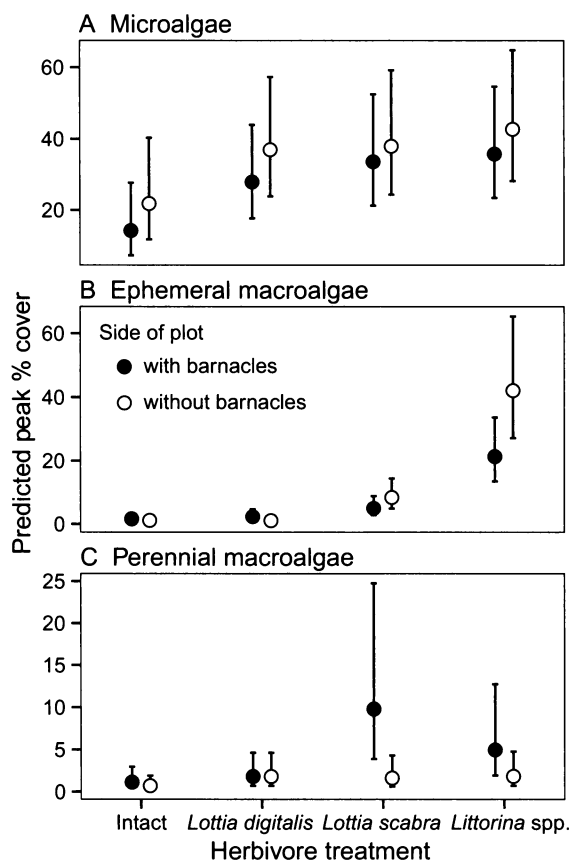 A Microalgae
60
40
20
B Ephemeral macroalgae
Side of plot
with barnacles
without barnacles
60
40
20
0
C Perennial macroalgae
25
20
15
10
5
0
Predicted peak % cover
Intact Lottia digitalis Lottia scabra Littorina spp.
Herbivore treatment